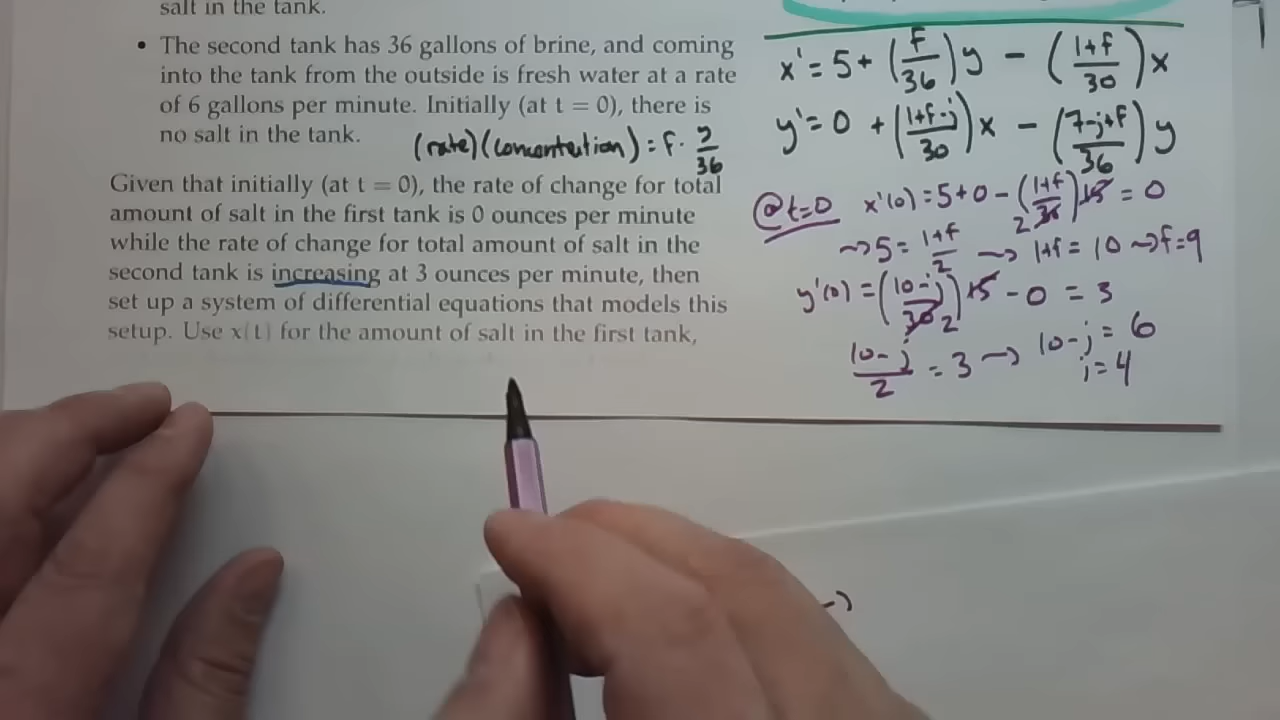 salt in the tank.
• The second tank has 36 gallons of brine, and coming
into the tank from the outside is fresh water at a rate
of 6 gallons per minute. Initially (at t = 0), there is
no salt in the tank.
(rate)(concentration) = f · y/36
Given that initially (at t = 0), the rate of change for total
amount of salt in the first tank is 0 ounces per minute
while the rate of change for total amount of salt in the
second tank is increasing at 3 ounces per minute, then
set up a system of differential equations that models this
setup. Use x(t) for the amount of salt in the first tank,
x' = 5 + (f/36)y - (1+f/30)x
y' = 0 + (1+f-j/30)x - (7-j+f/36)y
@t=0 x'(0) = 5 + 0 - (1+f/30 2)15 = 0
⇝ 5 = 1+f/2 ⇝ 1+f = 10 ⇝ f=9
y'(0) = (10-j/30 2)15 - 0 = 3
10-j/2 = 3 ⇝ 10-j = 6
j=4